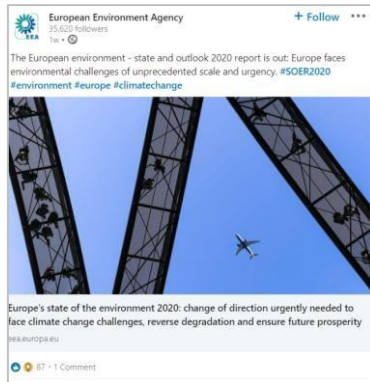 European Environment Agency
+ Follow
35,620 followers
1w •
EEA
The European environment - state and outlook 2020 report is out: Europe faces
environmental challenges of unprecedented scale and urgency. #SOER2020
#environment #europe #climatechange
Europe's state of the environment 2020: change of direction urgently needed to
face climate change challenges, reverse degradation and ensure future prosperity
eea.europa.eu
87 • 1 Comment